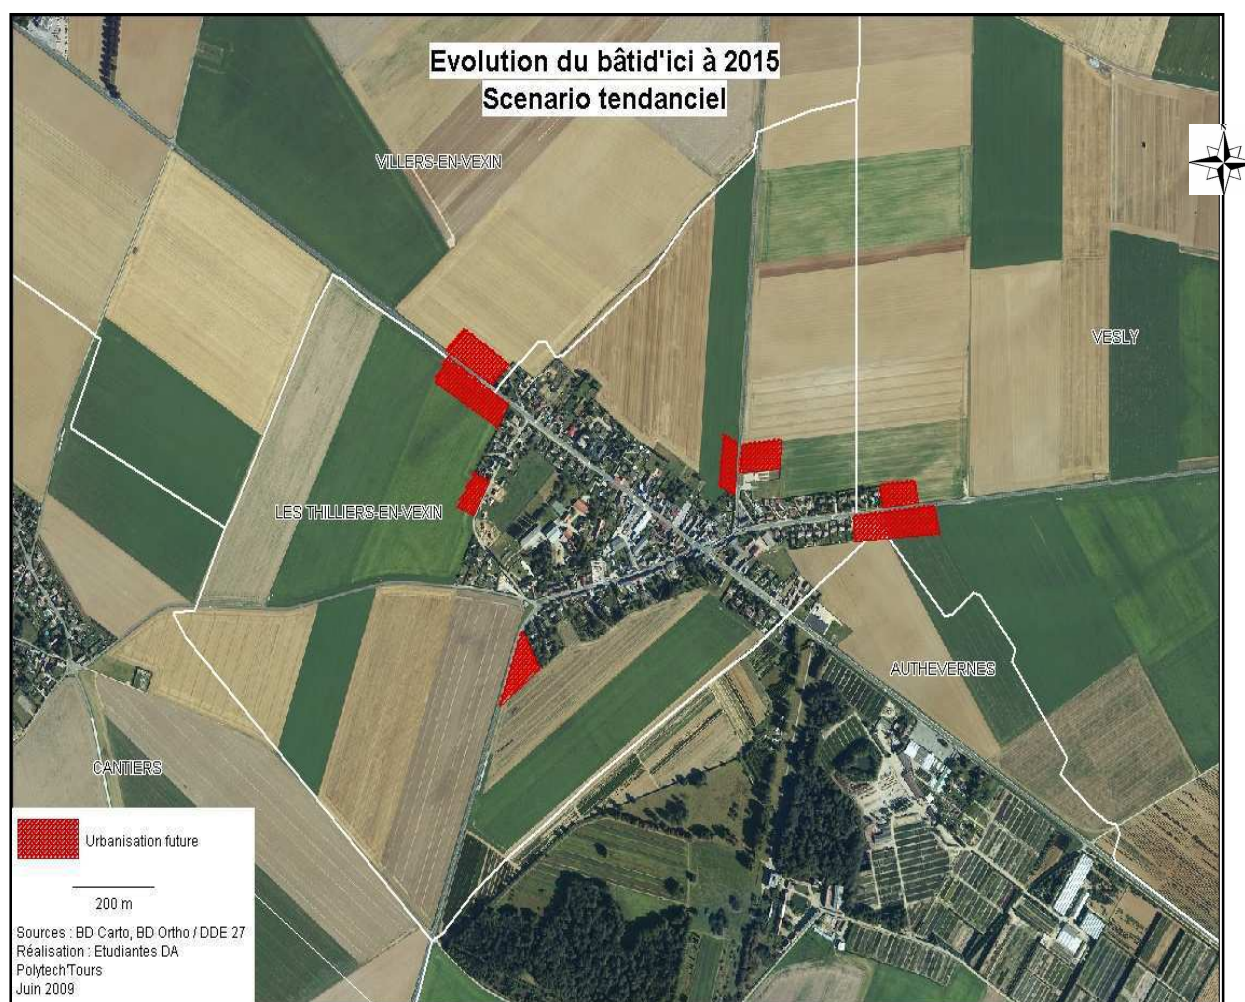 Evolution du bâtid'ici à 2015
Scenario tendanciel
VILLERS-EN-VEXIN
VESLY
LES THILLIERS-EN-VEXIN
AUTHEVERNES
CANTIERS
Urbanisation future
200 m
Sources : BD Carto, BD Ortho / DDE 27
Réalisation : Etudiantes DA
Polytech'Tours
Juin 2009